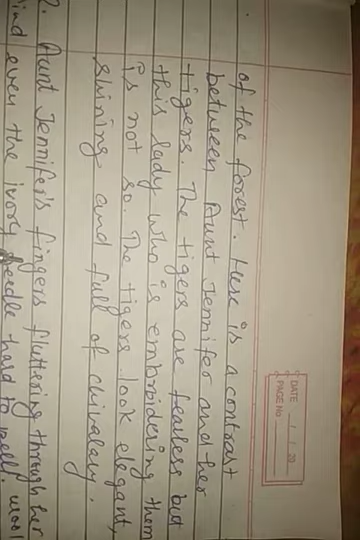 DATE / / 20
PAGE No
of the forest. Here is a contrast
between Aunt Jennifer and her
tigers. The tigers are fearless but
this lady who is embroidering them
is not so. The tigers look elegant,
shining and full of chivalary.
2. Aunt Jennifer's fingers fluttering through her wool
find even the ivory needle hard to pull.